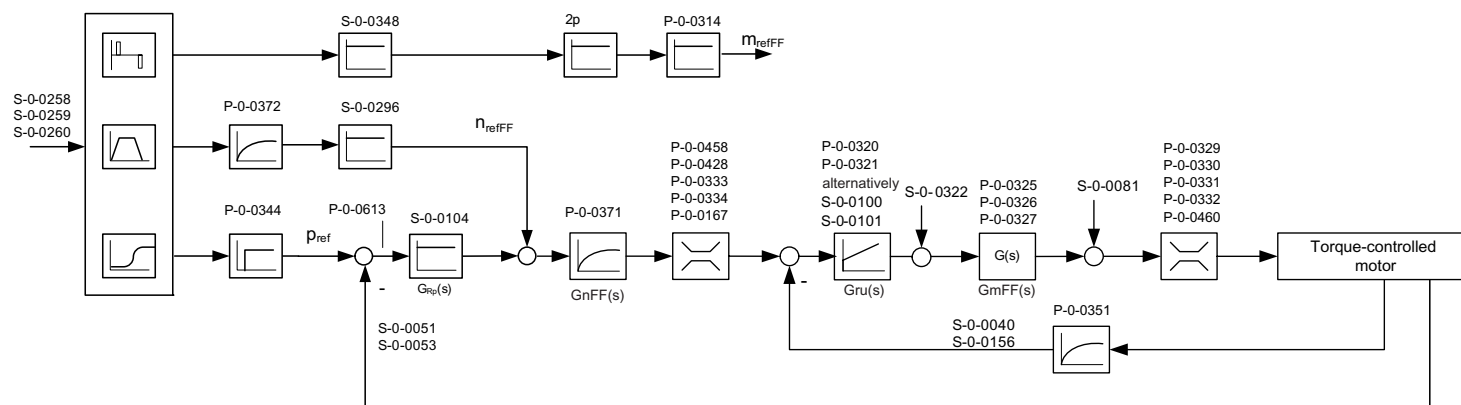 S-0-0348
2p
P-0-0314
mrefFF
S-0-0258
S-0-0259
S-0-0260
P-0-0372
S-0-0296
nrefFF
P-0-0344
pref
P-0-0613
S-0-0104
GRp(s)
-
S-0-0051
S-0-0053
P-0-0371
GnFF(s)
P-0-0458
P-0-0428
P-0-0333
P-0-0334
P-0-0167
P-0-0320
P-0-0321
alternatively
S-0-0100
S-0-0101
Gru(s)
-
S-0-0322
P-0-0325
P-0-0326
P-0-0327
G(s)
GmFF(s)
S-0-0081
P-0-0329
P-0-0330
P-0-0331
P-0-0332
P-0-0460
Torque-controlled
motor
S-0-0040
S-0-0156
P-0-0351